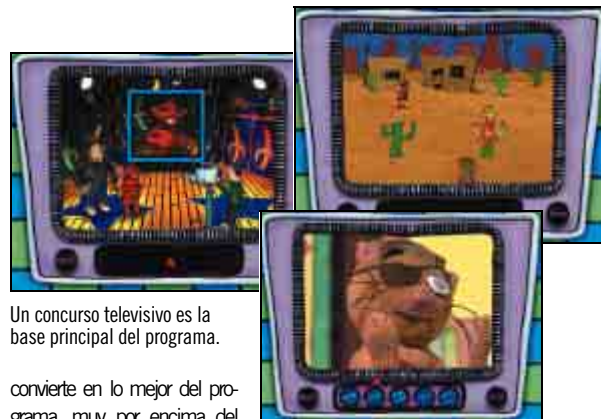 Un concurso televisivo es la
base principal del programa.
convierte en lo mejor del pro-
grama, muy por encima del